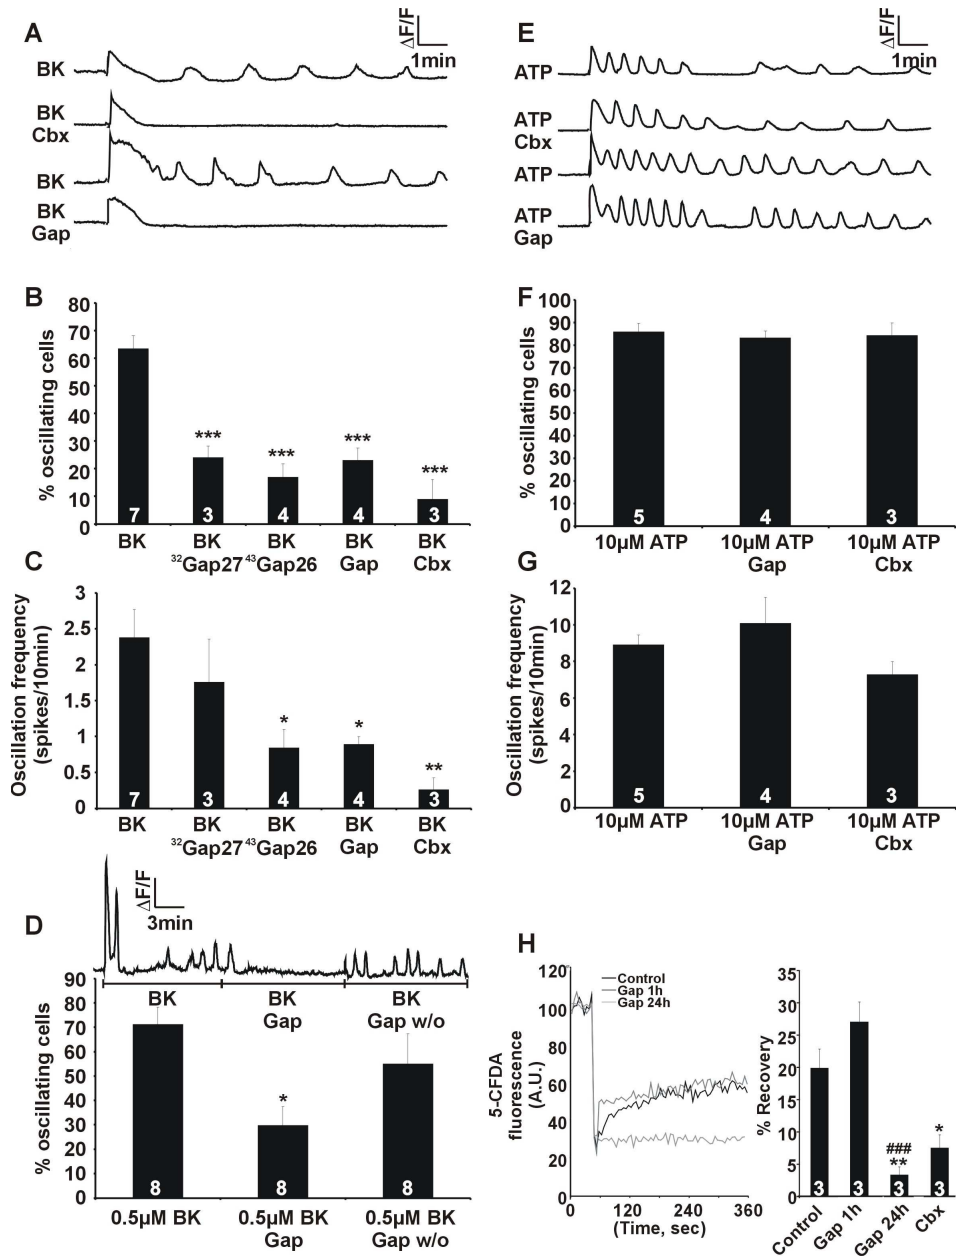 A
ΔF/F
1min
BK
BK
Cbx
BK
BK
Gap
E
ΔF/F
1min
ATP
ATP
Cbx
ATP
ATP
Gap
B
% oscillating cells
80
70
60
50
40
30
20
10
0
***
***
***
***
7
3
4
4
3
BK
BK
BK
BK
BK
32Gap27
43Gap26
Gap
Cbx
F
% oscillating cells
100
90
80
70
60
50
40
30
20
10
0
5
4
3
10µM ATP
10µM ATP
10µM ATP
Gap
Cbx
C
Oscillation frequency
(spikes/10min)
3
2.5
2
1.5
1
0.5
0
*
*
**
7
3
4
4
3
BK
BK
BK
BK
BK
32Gap27
43Gap26
Gap
Cbx
G
Oscillation frequency
(spikes/10min)
12
10
8
6
4
2
0
5
4
3
10µM ATP
10µM ATP
10µM ATP
Gap
Cbx
D
ΔF/F
3min
BK
BK
BK
Gap
Gap w/o
% oscillating cells
90
80
70
60
50
40
30
20
10
0
*
8
8
8
0.5µM BK
0.5µM BK
0.5µM BK
Gap
Gap w/o
H
5-CFDA
fluorescence
(A.U.)
120
100
80
60
40
20
0
Control
Gap 1h
Gap 24h
0
120
240
360
(Time, sec)
% Recovery
35
30
25
20
15
10
5
0
###
**
*
3
3
3
3
Control
Gap 1h
Gap 24h
Cbx